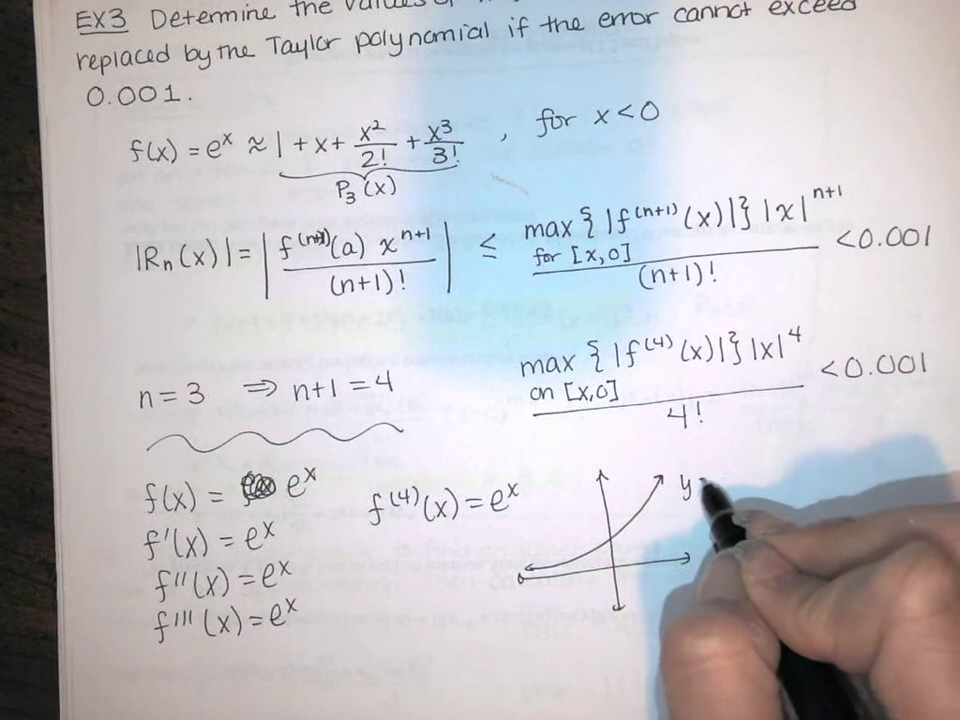 EX3 Determine the values of
replaced by the Taylor polynomial if the error cannot exceed
0.001.
f(x) = e^x ≈ 1 + x + x²/2! + x³/3! , for x<0
P₃(x)
|Rₙ(x)| = | f^(n+1)(a) x^(n+1) / (n+1)! | ≤ max { |f^(n+1)(x)| } |x|^(n+1) / (n+1)! < 0.001
for [x,0]
n = 3 ⇒ n+1 = 4
max { |f^(4)(x)| } |x|^4 / 4! < 0.001
on [x,0]
f(x) = e^x
f'(x) = e^x
f''(x) = e^x
f'''(x) = e^x
f^(4)(x) = e^x
y